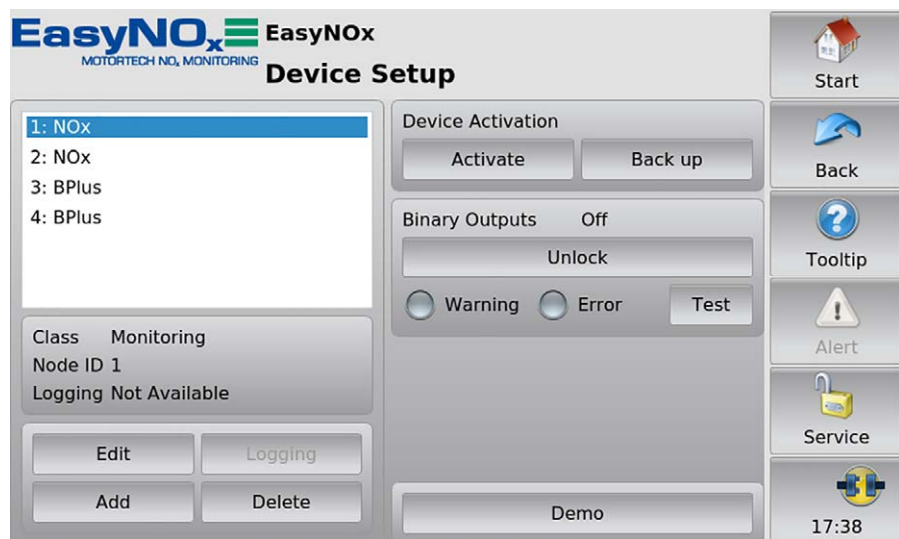 EasyNOx
MOTORTECH NOx MONITORING
EasyNOx
Device Setup
1: NOx
2: NOx
3: BPlus
4: BPlus
Class Monitoring
Node ID 1
Logging Not Available
Edit Logging
Add Delete
Device Activation
Activate Back up
Binary Outputs Off
Unlock
Warning Error Test
Demo
Start
Back
Tooltip
Alert
Service
17:38